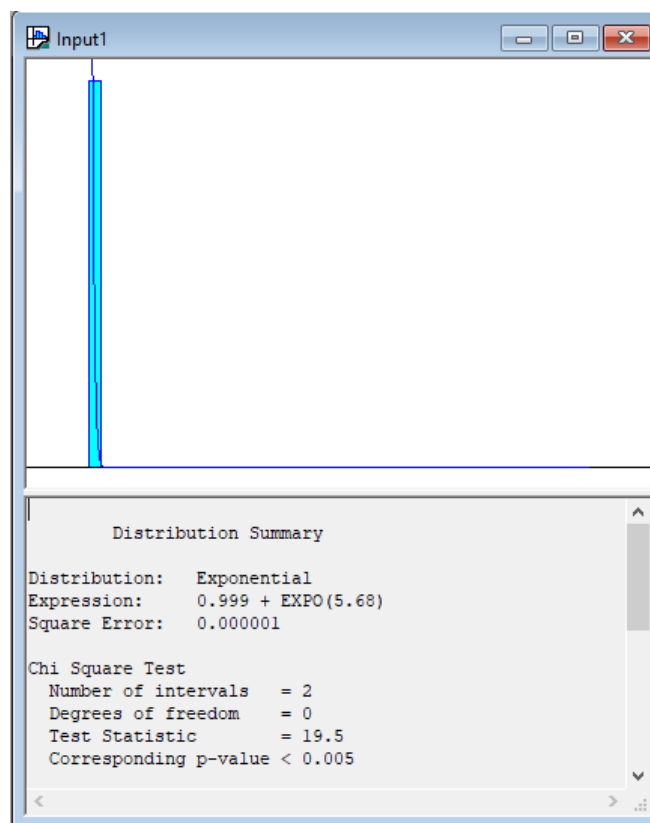 Input1
Distribution Summary
Distribution: Exponential
Expression: 0.999 + EXPO(5.68)
Square Error: 0.000001
Chi Square Test
Number of intervals = 2
Degrees of freedom = 0
Test Statistic = 19.5
Corresponding p-value < 0.005